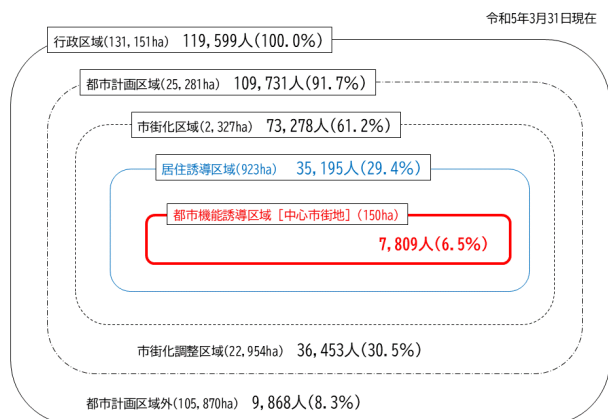 令和5年3月31日現在
行政区域(131,151ha) 119,599人(100.0%)
都市計画区域(25,281ha) 109,731人(91.7%)
市街化区域(2,327ha) 73,278人(61.2%)
居住誘導区域(923ha) 35,195人(29.4%)
都市機能誘導区域［中心市街地］(150ha)
7,809人(6.5%)
市街化調整区域(22,954ha) 36,453人(30.5%)
都市計画区域外(105,870ha) 9,868人(8.3%)